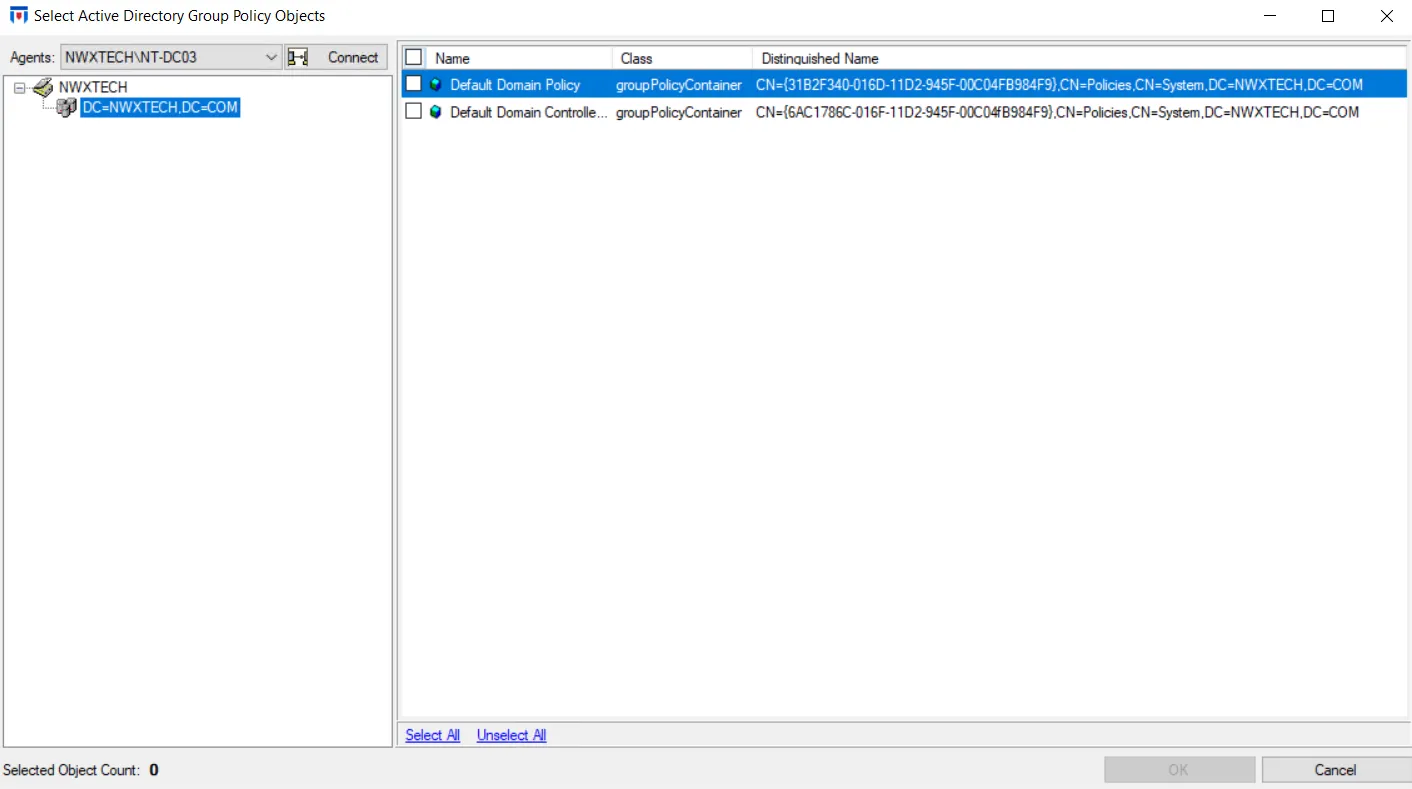 Select Active Directory Group Policy Objects
Agents: NWXTECH\NT-DC03 Connect
NWXTECH
DC=NWXTECH,DC=COM
Name Class Distinguished Name
Default Domain Policy groupPolicyContainer CN={31B2F340-016D-11D2-945F-00C04FB984F9},CN=Policies,CN=System,DC=NWXTECH,DC=COM
Default Domain Controlle... groupPolicyContainer CN={6AC1786C-016F-11D2-945F-00C04fB984F9},CN=Policies,CN=System,DC=NWXTECH,DC=COM
Select All Unselect All
Selected Object Count: 0 OK Cancel